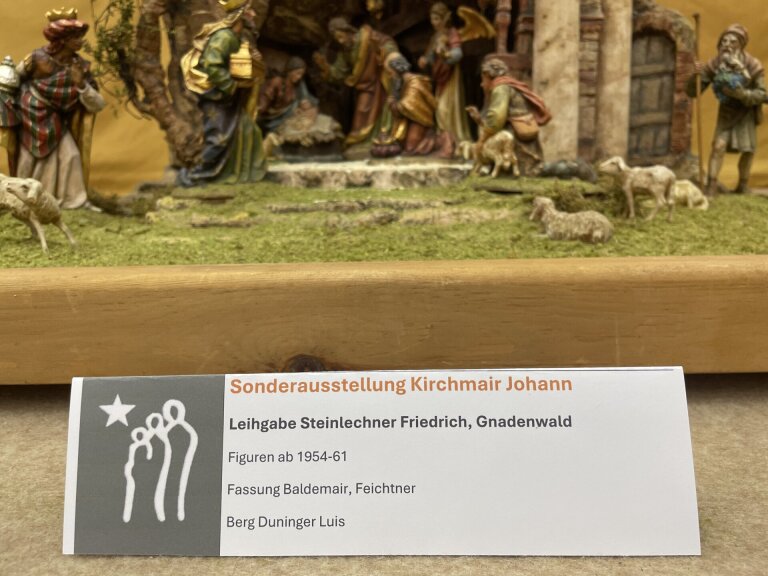 Sonderausstellung Kirchmair Johann
Leihgabe Steinlechner Friedrich, Gnadenwald
Figuren ab 1954-61
Fassung Baldemair, Feichtner
Berg Duninger Luis